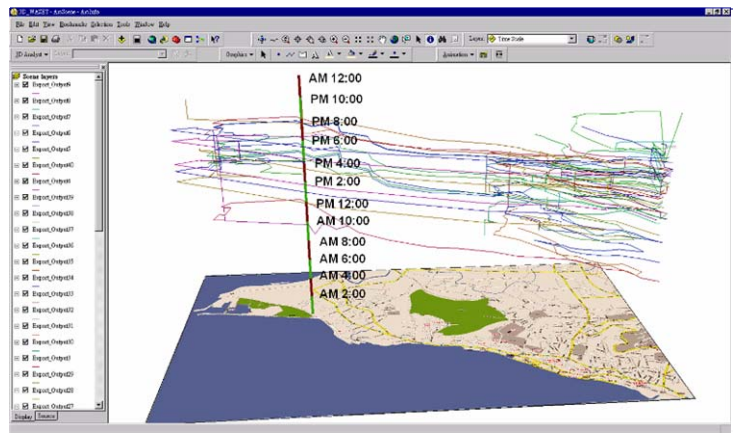 3D_MASET - ArcScene - ArcInfo
File Edit View Bookmarks Selection Tools Window Help
Layer: Time Scale
3D Analyst
Graphics
Animation
Scene layers
Export_Output9
Export_Output8
Export_Output7
Export_Output6
Export_Output5
Export_Output40
Export_Output4
Export_Output39
Export_Output38
Export_Output37
Export_Output36
Export_Output35
Export_Output34
Export_Output33
Export_Output32
Export_Output31
Export_Output30
Export_Output3
Export_Output29
Export_Output28
Export_Output27
Display Source
AM 12:00
PM 10:00
PM 8:00
PM 6:00
PM 4:00
PM 2:00
PM 12:00
AM 10:00
AM 8:00
AM 6:00
AM 4:00
AM 2:00